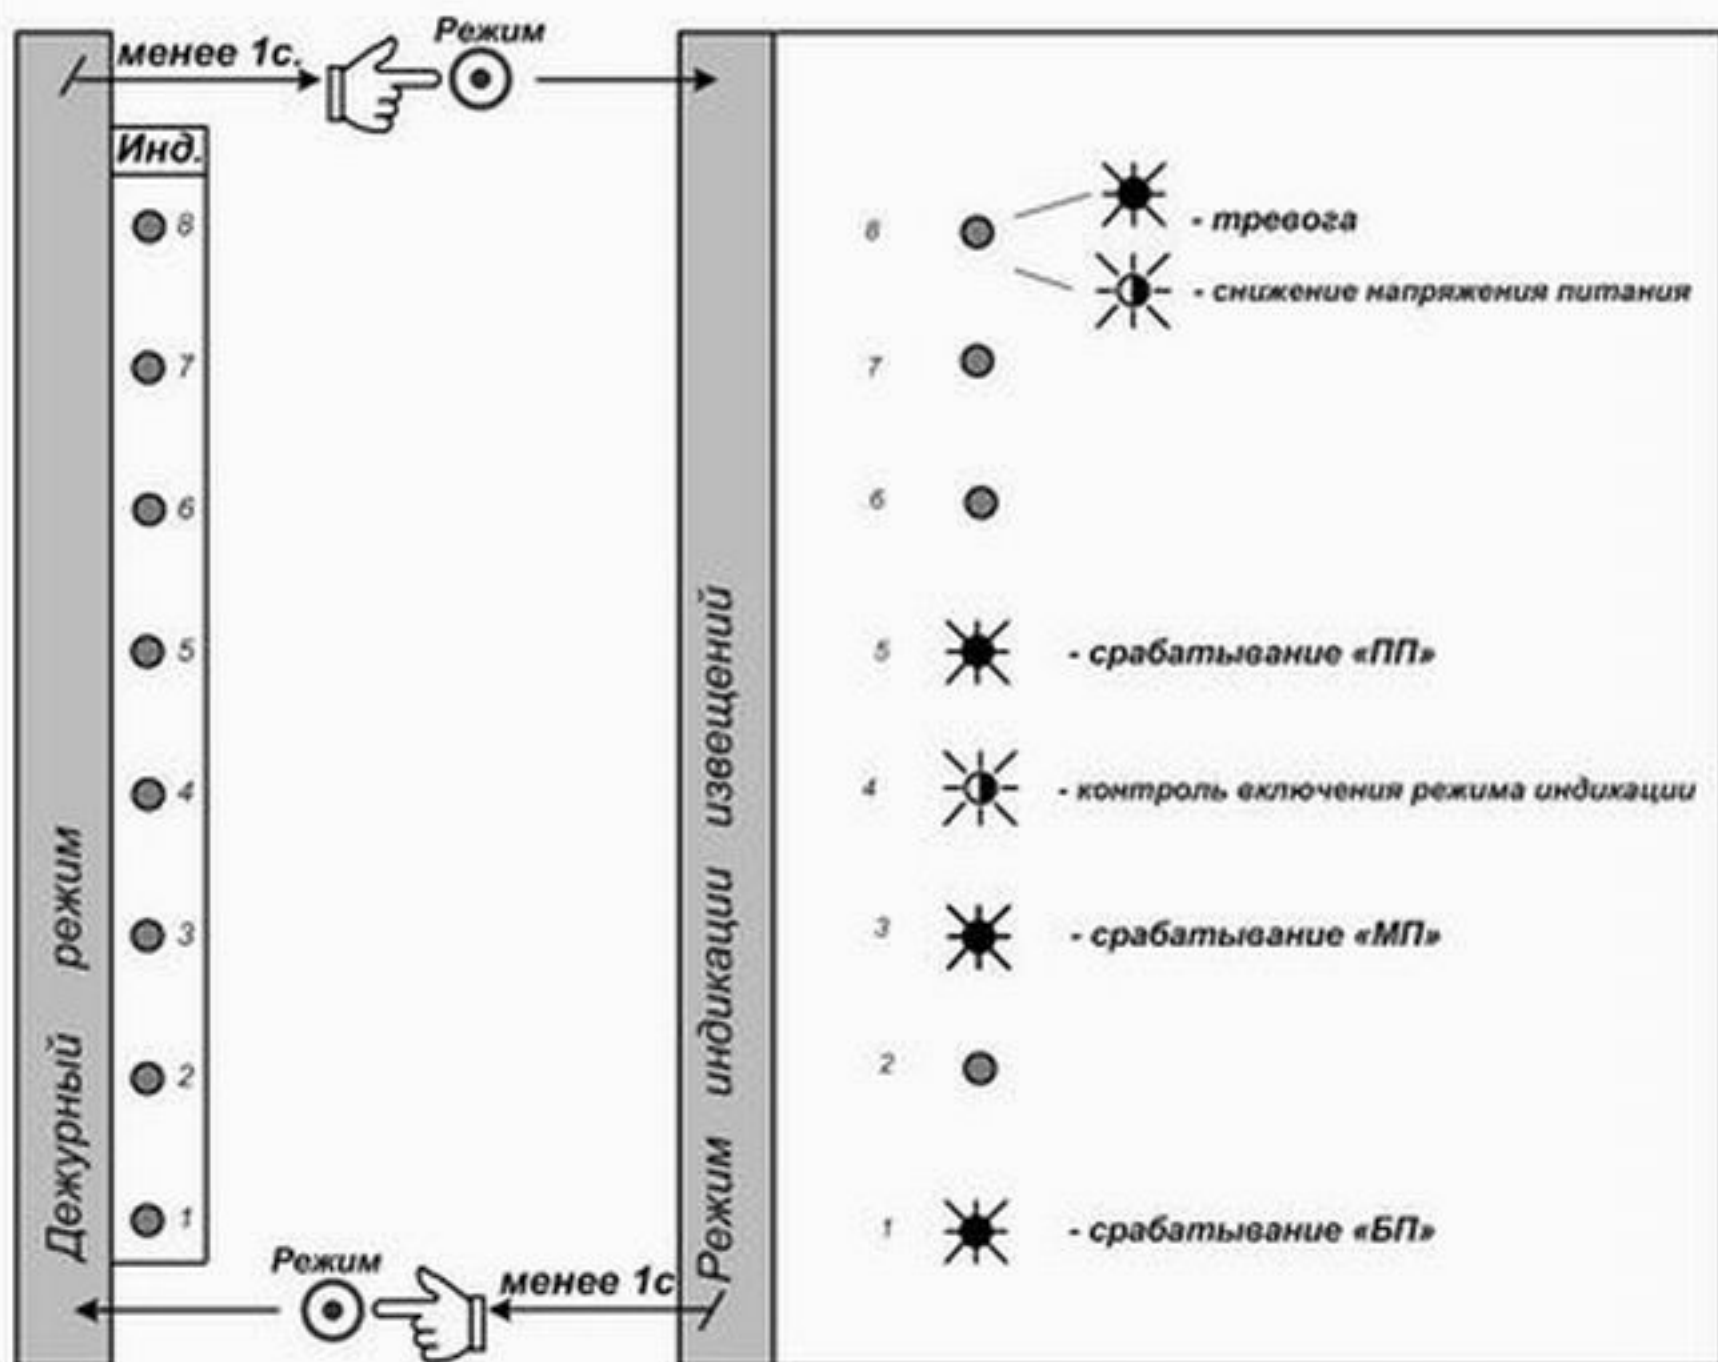 менее 1с.
Режим
Инд.
8
7
6
5
4
3
2
1
Дежурный режим
Режим
менее 1с
Режим индикации извещений
8
- тревога
- снижение напряжения питания
7
6
5 - срабатывание «ПП»
4 - контроль включения режима индикации
3 - срабатывание «МП»
2
1 - срабатывание «БП»